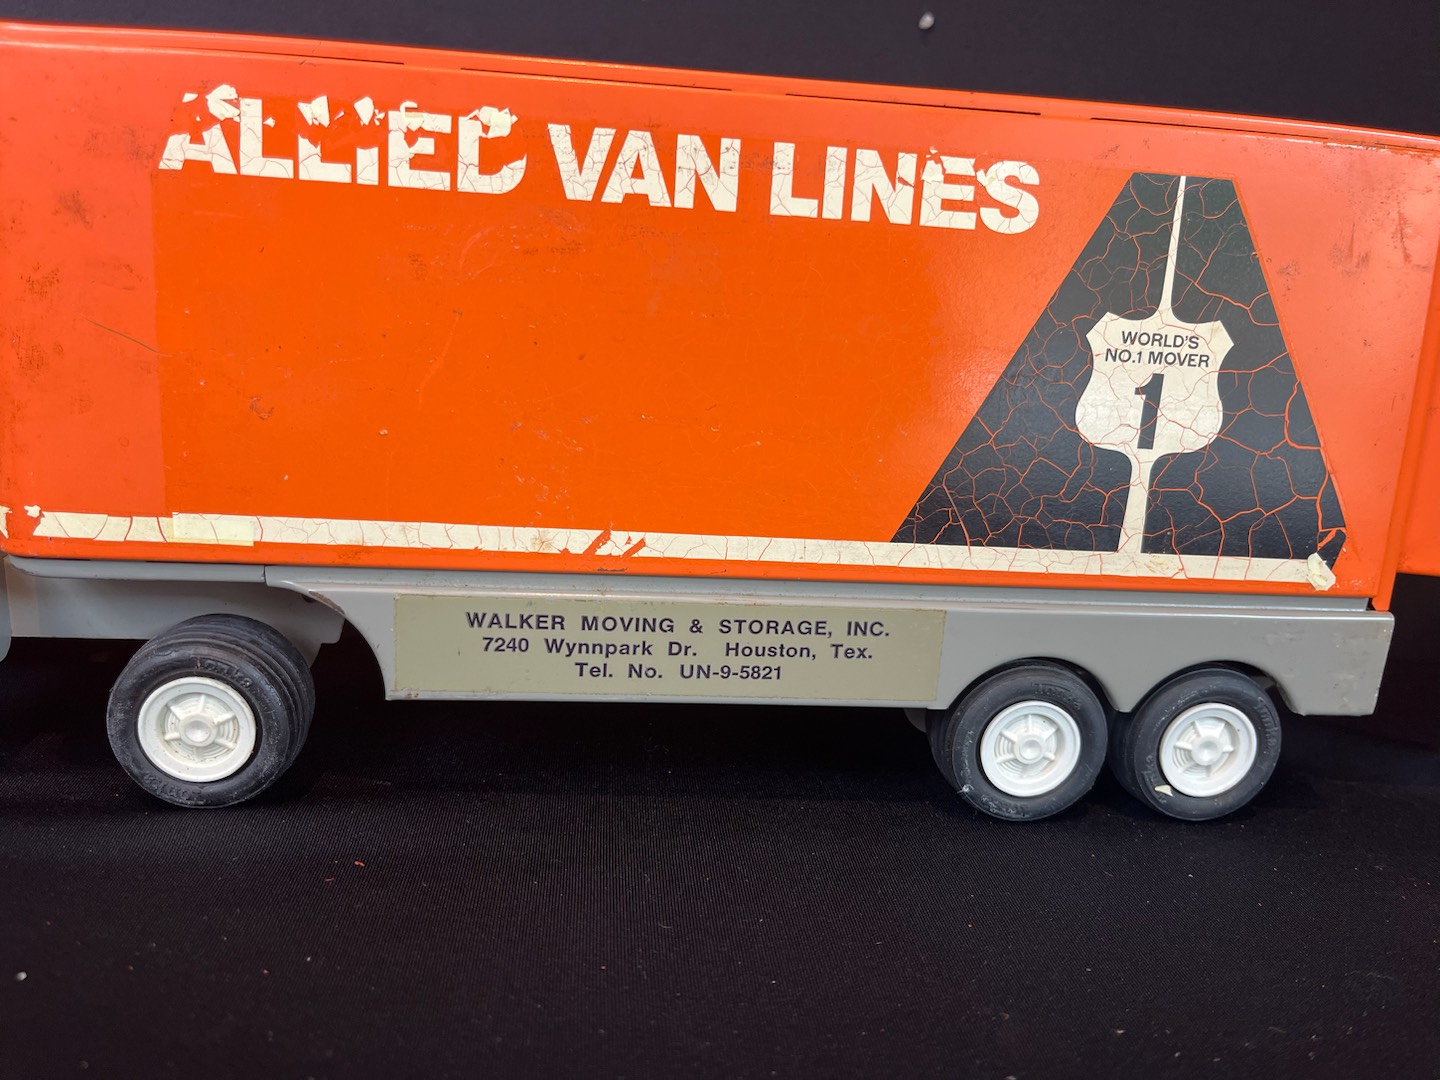 ALLIED VAN LINES
WORLD'S
NO.1 MOVER
1
WALKER MOVING & STORAGE, INC.
7240 Wynnpark Dr. Houston, Tex.
Tel. No. UN-9-5821